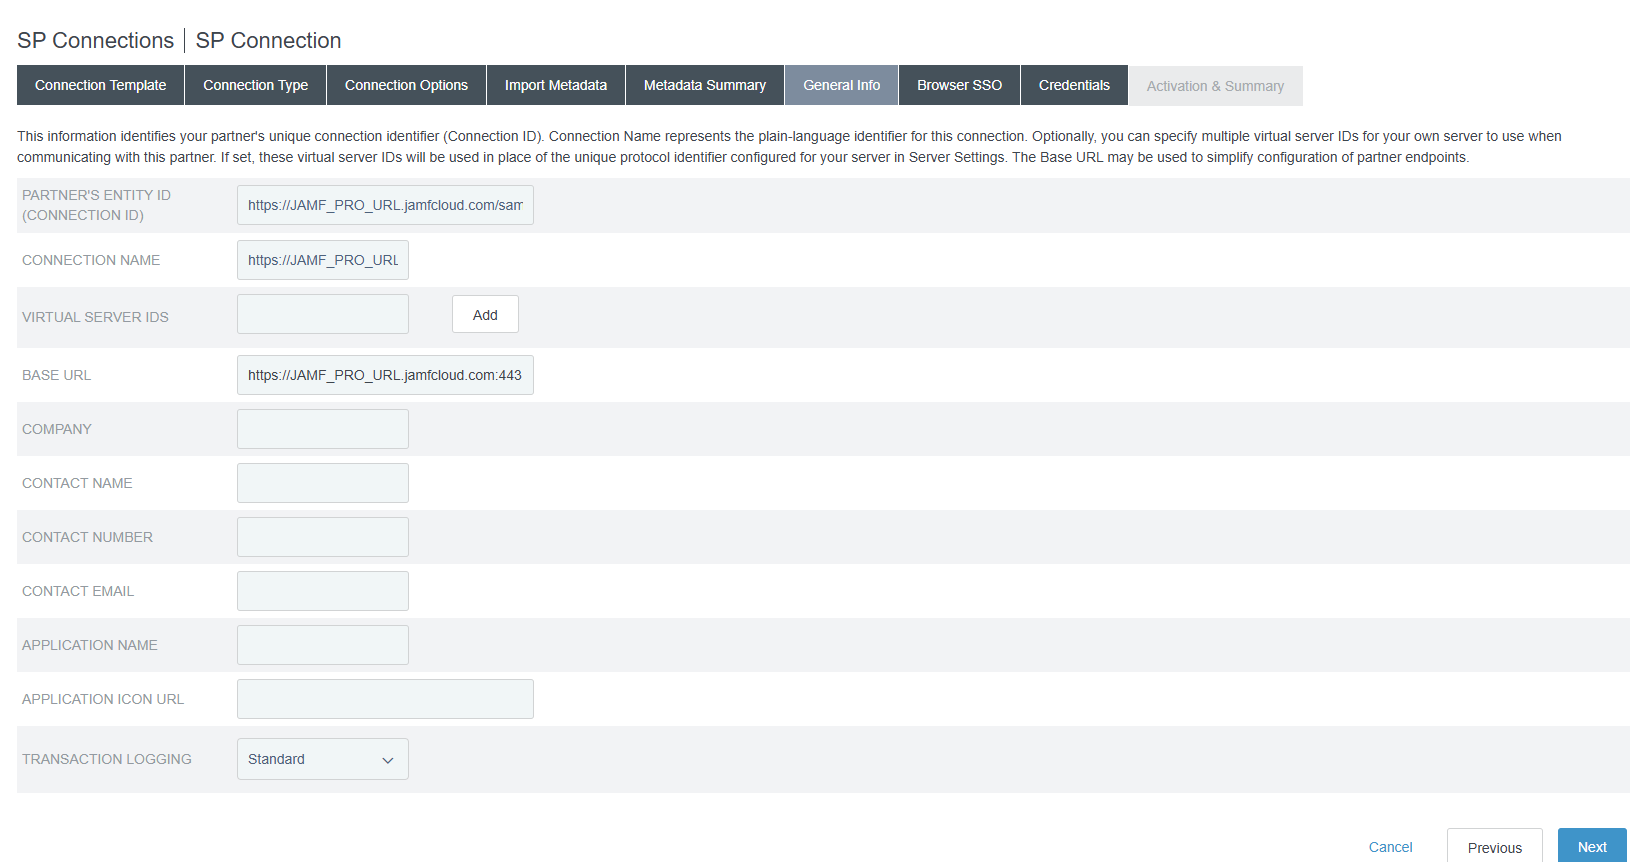 SP Connections | SP Connection
Connection Template Connection Type Connection Options Import Metadata Metadata Summary General Info Browser SSO Credentials Activation & Summary
This information identifies your partner's unique connection identifier (Connection ID). Connection Name represents the plain-language identifier for this connection. Optionally, you can specify multiple virtual server IDs for your own server to use when
communicating with this partner. If set, these virtual server IDs will be used in place of the unique protocol identifier configured for your server in Server Settings. The Base URL may be used to simplify configuration of partner endpoints.
PARTNER'S ENTITY ID
(CONNECTION ID)
https://JAMF_PRO_URL.jamfcloud.com/sam
CONNECTION NAME https://JAMF_PRO_URL
VIRTUAL SERVER IDS Add
BASE URL https://JAMF_PRO_URL.jamfcloud.com:443
COMPANY
CONTACT NAME
CONTACT NUMBER
CONTACT EMAIL
APPLICATION NAME
APPLICATION ICON URL
TRANSACTION LOGGING Standard
Cancel Previous Next